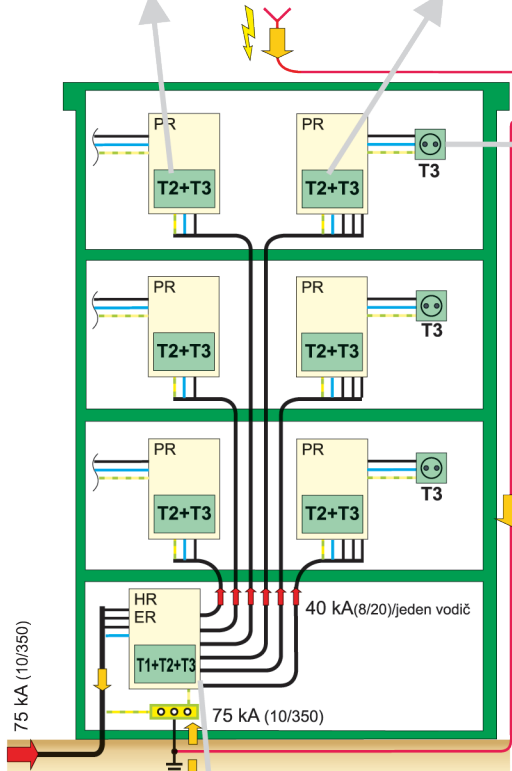 PR
T2+T3
PR
T2+T3
T3
PR
T2+T3
PR
T2+T3
T3
PR
T2+T3
PR
T2+T3
T3
HR
ER
T1+T2+T3
40 kA(8/20)/jeden vodič
75 kA (10/350)
75 kA (10/350)